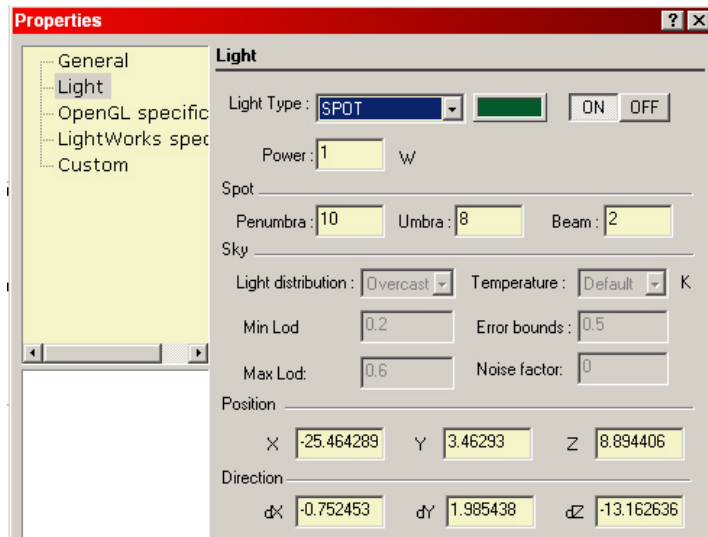 Properties
General
Light
OpenGL specific
LightWorks spec
Custom
Light
Light Type : SPOT ON OFF
Power : 1 W
Spot
Penumbra : 10 Umbra : 8 Beam : 2
Sky
Light distribution : Overcast Temperature : Default K
Min Lod 0.2 Error bounds : 0.5
Max Lod: 0.6 Noise factor: 0
Position
X -25.464289 Y 3.46293 Z 8.894406
Direction
dX -0.752453 dY 1.985438 dZ -13.162636